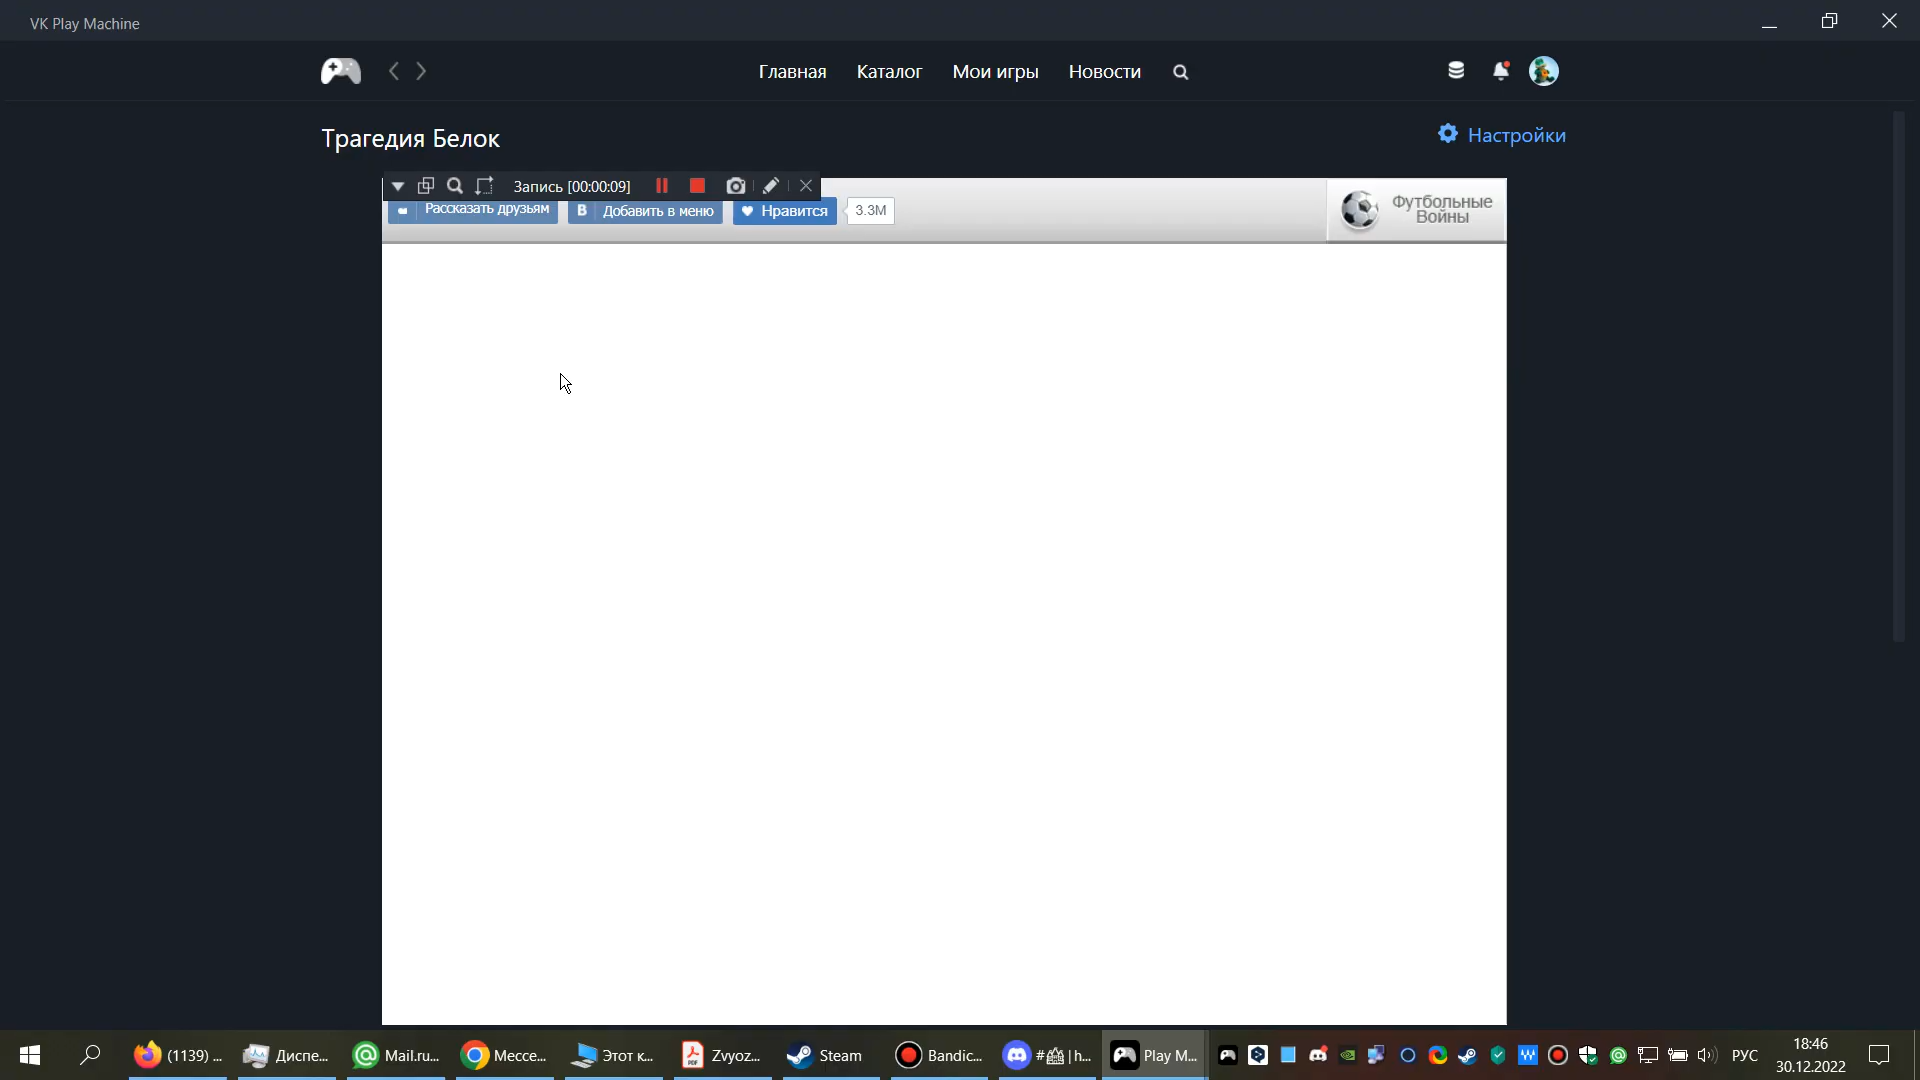 VK Play Machine
Главная Каталог Мои игры Новости
Трагедия Белок
Настройки
Запись [00:00:09]
Рассказать друзьям
В Добавить в меню
Нравится
3.3M
Футбольные
Войны
(1139) ...
Диспе...
Mail.ru...
Мессе...
Этот к...
Zvyoz...
Steam
Bandic...
#🏰 | h...
Play M...
РУС
18:46
30.12.2022